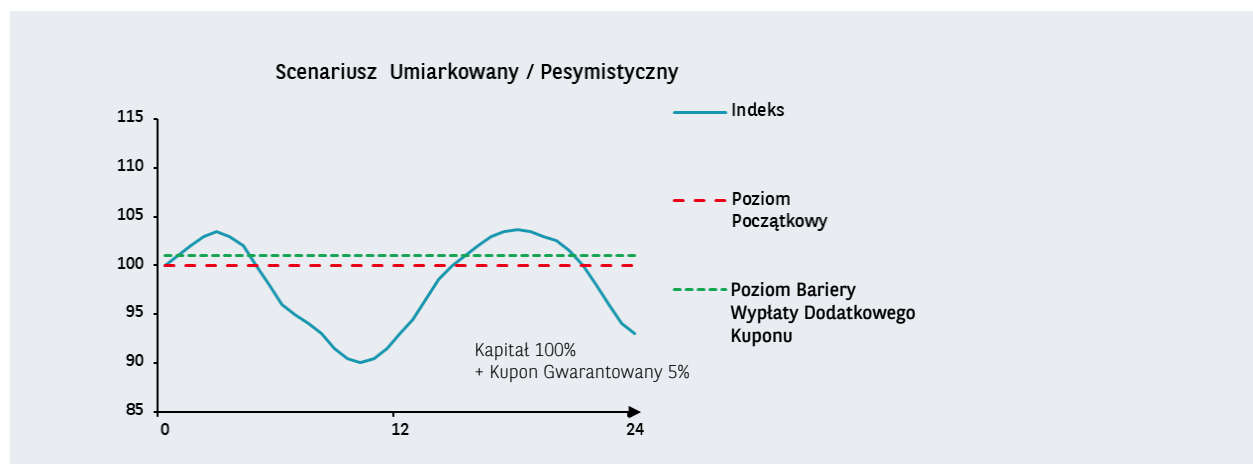 Scenariusz Umiarkowany / Pesymistyczny
115
110
105
100
95
90
85
0
12
24
Indeks
Poziom
Początkowy
Poziom Bariery
Wypłaty Dodatkowego
Kuponu
Kapitał 100%
+ Kupon Gwarantowany 5%